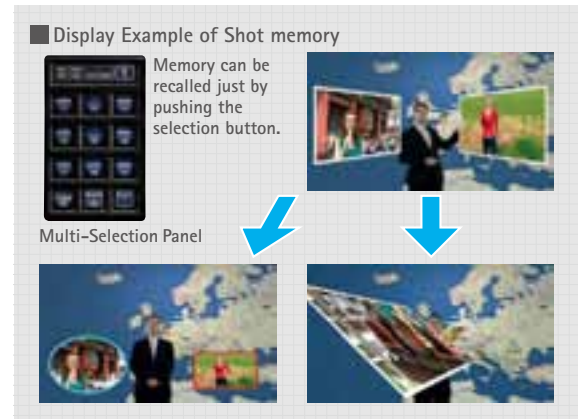 Display Example of Shot memory
Memory can be
recalled just by
pushing the
selection button.
Multi-Selection Panel